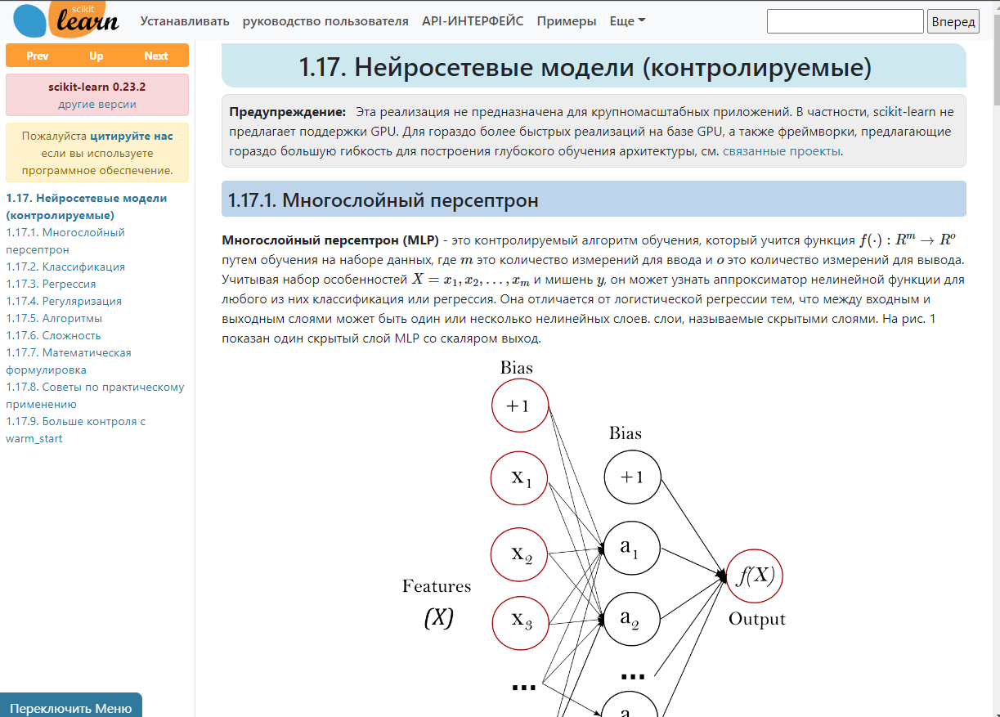 scikit
learn
Устанавливать руководство пользователя API-ИНТЕРФЕЙС Примеры Еще
Вперед
Prev Up Next
scikit-learn 0.23.2
другие версии
Пожалуйста цитируйте нас
если вы используете
программное обеспечение.
1.17. Нейросетевые модели
(контролируемые)
1.17.1. Многослойный
персептрон
1.17.2. Классификация
1.17.3. Регрессия
1.17.4. Регуляризация
1.17.5. Алгоритмы
1.17.6. Сложность
1.17.7. Математическая
формулировка
1.17.8. Советы по практическому
применению
1.17.9. Больше контроля с
warm_start
Переключить Меню
1.17. Нейросетевые модели (контролируемые)
Предупреждение: Эта реализация не предназначена для крупномасштабных приложений. В частности, scikit-learn не
предлагает поддержки GPU. Для гораздо более быстрых реализаций на базе GPU, а также фреймворки, предлагающие
гораздо большую гибкость для построения глубокого обучения архитектуры, см. связанные проекты.
1.17.1. Многослойный персептрон
Многослойный персептрон (MLP) - это контролируемый алгоритм обучения, который учится функция f(·) : R^m → R^o
путем обучения на наборе данных, где m это количество измерений для ввода и o это количество измерений для вывода.
Учитывая набор особенностей X = x₁, x₂, . . . , xₘ и мишень y, он может узнать аппроксиматор нелинейной функции для
любого из них классификация или регрессия. Она отличается от логистической регрессии тем, что между входным и
выходным слоями может быть один или несколько нелинейных слоев. слои, называемые скрытыми слоями. На рис. 1
показан один скрытый слой MLP со скаляром выход.
Bias
+1
Bias
x₁ +1
x₂ a₁
f(X)
Features
(X) x₃ a₂ Output
... ...
a